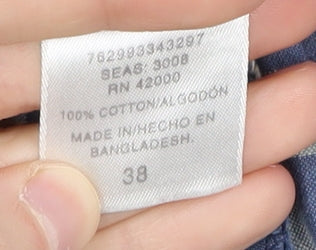 762993343297
SEAS: 3008
RN 42000
100% COTTON/ALGODÓN
MADE IN/HECHO EN
BANGLADESH.
38